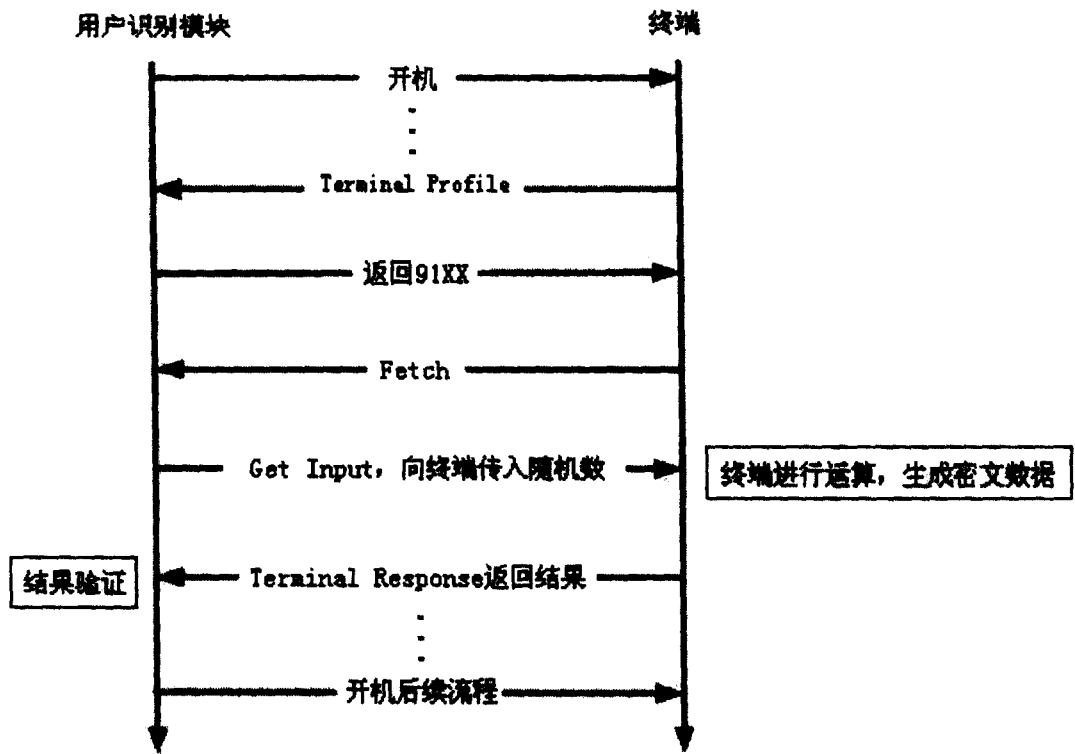 用户识别模块
终端
开机
Terminal Profile
返回91XX
Fetch
Get Input，向终端传入随机数
终端进行运算，生成密文数据
结果验证
Terminal Response返回结果
开机后续流程